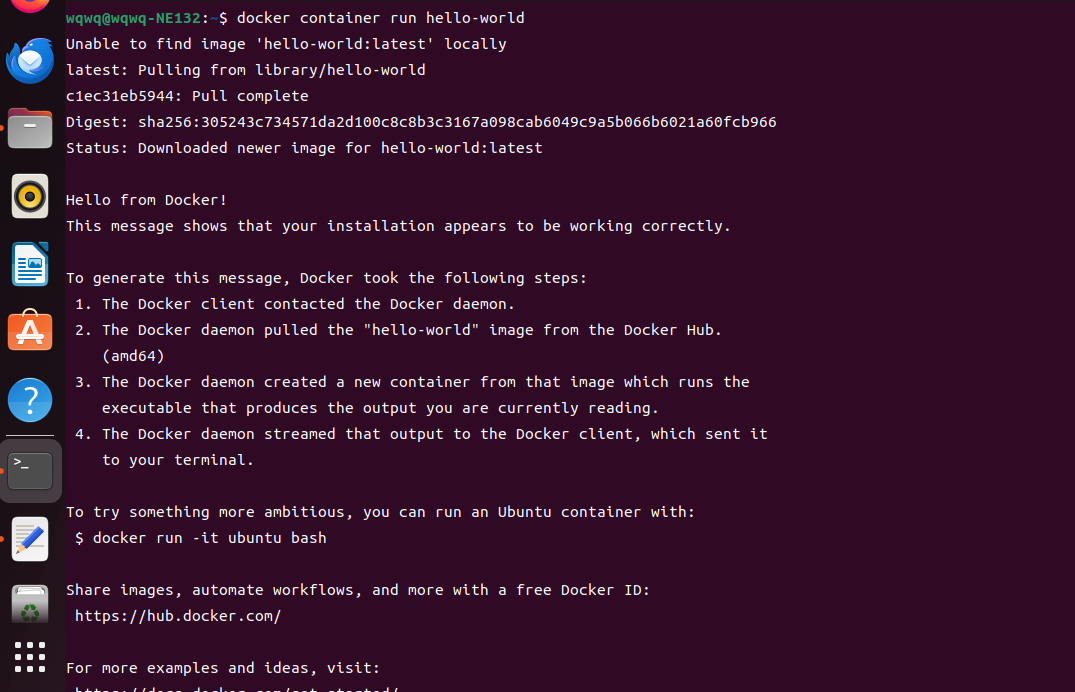 wqwq@wqwq-NE132:~$ docker container run hello-world
Unable to find image 'hello-world:latest' locally
latest: Pulling from library/hello-world
c1ec31eb5944: Pull complete
Digest: sha256:305243c734571da2d100c8c8b3c3167a098cab6049c9a5b066b6021a60fcb966
Status: Downloaded newer image for hello-world:latest

Hello from Docker!
This message shows that your installation appears to be working correctly.

To generate this message, Docker took the following steps:
 1. The Docker client contacted the Docker daemon.
 2. The Docker daemon pulled the "hello-world" image from the Docker Hub.
    (amd64)
 3. The Docker daemon created a new container from that image which runs the
    executable that produces the output you are currently reading.
 4. The Docker daemon streamed that output to the Docker client, which sent it
    to your terminal.

To try something more ambitious, you can run an Ubuntu container with:
 $ docker run -it ubuntu bash

Share images, automate workflows, and more with a free Docker ID:
 https://hub.docker.com/

For more examples and ideas, visit:
 https://docs.docker.com/get-started/